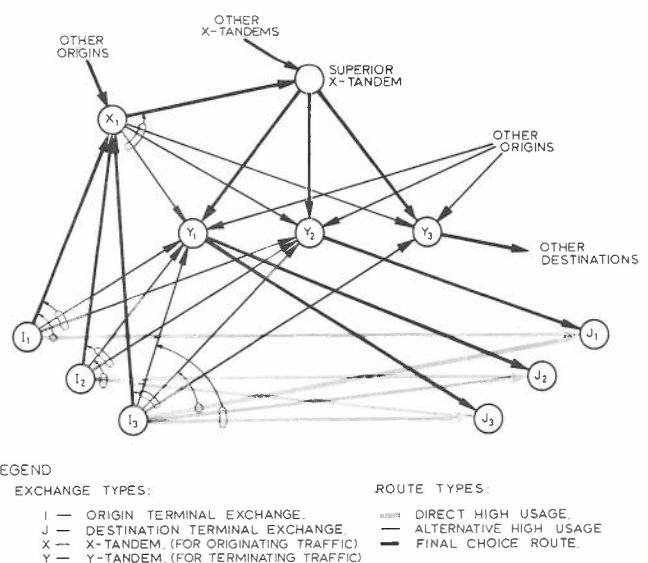 OTHER
X-TANDEMS
OTHER
ORIGINS
SUPERIOR
X-TANDEM
X1
OTHER
ORIGINS
Y1
Y2
Y3
OTHER
DESTINATIONS
I1
J1
I2
J2
I3
J3
EGEND
EXCHANGE TYPES:
I — ORIGIN TERMINAL EXCHANGE.
J — DESTINATION TERMINAL EXCHANGE.
X — X-TANDEM. (FOR ORIGINATING TRAFFIC)
Y — Y-TANDEM. (FOR TERMINATING TRAFFIC)
ROUTE TYPES:
DIRECT HIGH USAGE.
ALTERNATIVE HIGH USAGE
FINAL CHOICE ROUTE.